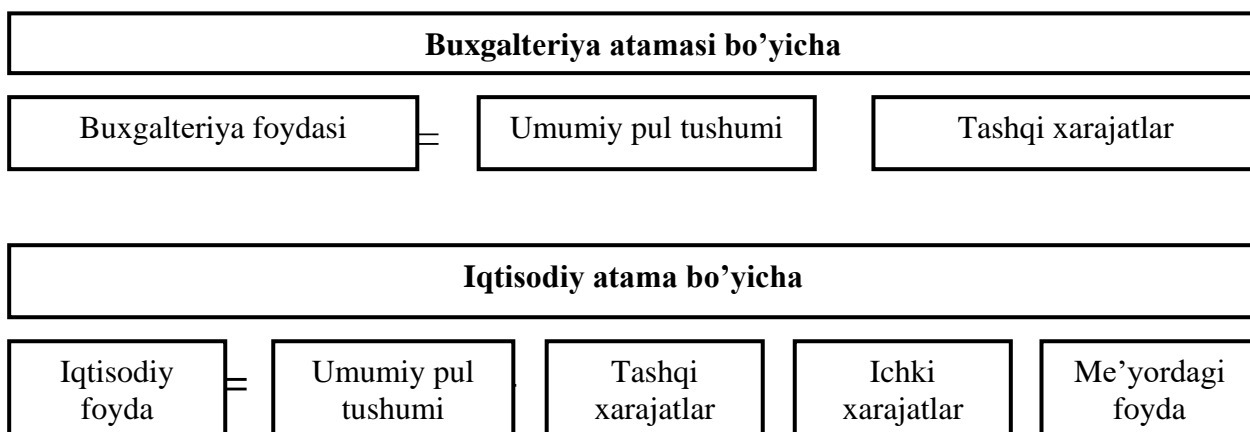 Buxgalteriya atamasi bo’yicha
Buxgalteriya foydasi = Umumiy pul tushumi Tashqi xarajatlar
Iqtisodiy atama bo’yicha
Iqtisodiy foyda = Umumiy pul tushumi Tashqi xarajatlar Ichki xarajatlar Me’yordagi foyda